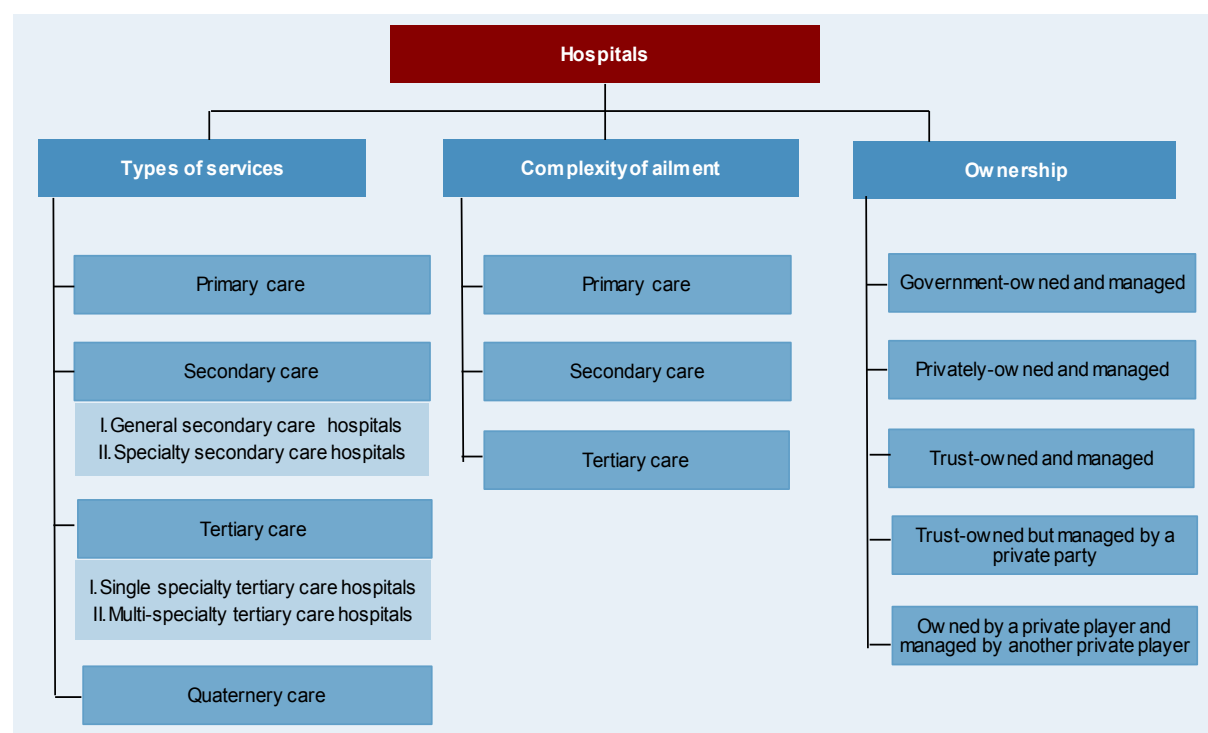 Hospitals
Types of services
Primary care
Secondary care
I. General secondary care hospitals
II. Specialty secondary care hospitals
Tertiary care
I. Single specialty tertiary care hospitals
II. Multi-specialty tertiary care hospitals
Quaternery care
Complexity of ailment
Primary care
Secondary care
Tertiary care
Ownership
Government-owned and managed
Privately-owned and managed
Trust-owned and managed
Trust-owned but managed by a
private party
Owned by a private player and
managed by another private player